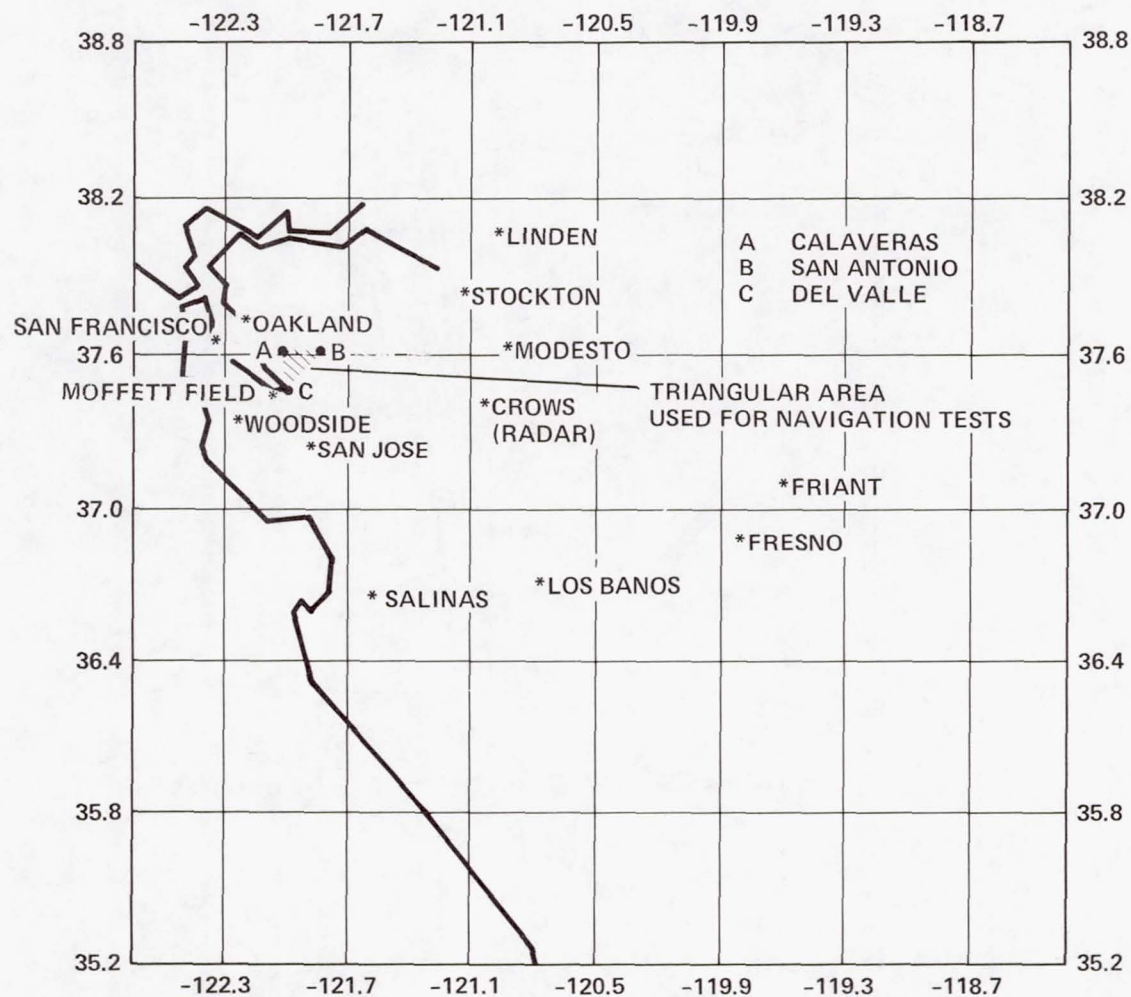 -122.3 -121.7 -121.1 -120.5 -119.9 -119.3 -118.7
38.8 38.8
38.2 38.2
*LINDEN
A CALAVERAS
B SAN ANTONIO
C DEL VALLE
*STOCKTON
SAN FRANCISCO
*
*OAKLAND
37.6 A B 37.6
*MODESTO
TRIANGULAR AREA
USED FOR NAVIGATION TESTS
MOFFETT FIELD * C
*CROWS
(RADAR)
*WOODSIDE
*SAN JOSE
*FRIANT
37.0 37.0
*FRESNO
*LOS BANOS
* SALINAS
36.4 36.4
35.8 35.8
35.2 35.2
-122.3 -121.7 -121.1 -120.5 -119.9 -119.3 -118.7